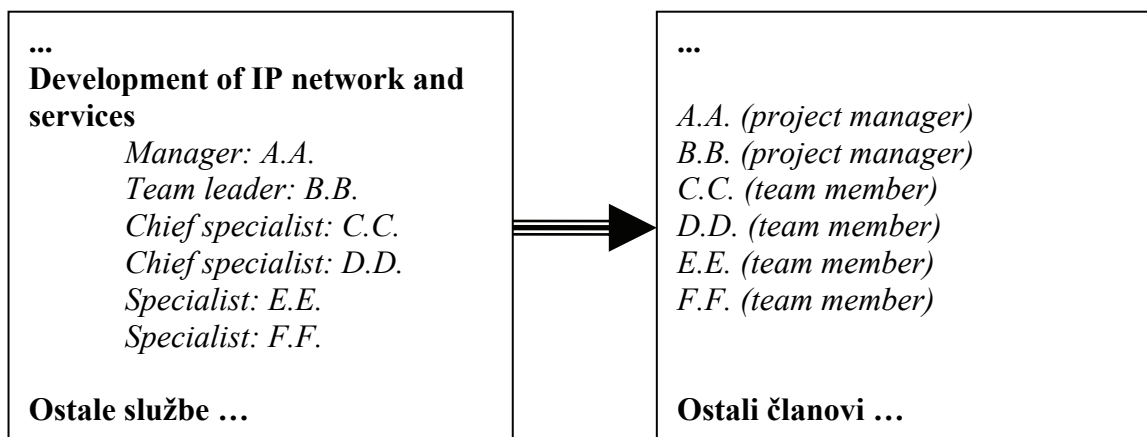 ...
Development of IP network and
services
Manager: A.A.
Team leader: B.B.
Chief specialist: C.C.
Chief specialist: D.D.
Specialist: E.E.
Specialist: F.F.
Ostale službe …
...
A.A. (project manager)
B.B. (project manager)
C.C. (team member)
D.D. (team member)
E.E. (team member)
F.F. (team member)
Ostali članovi …